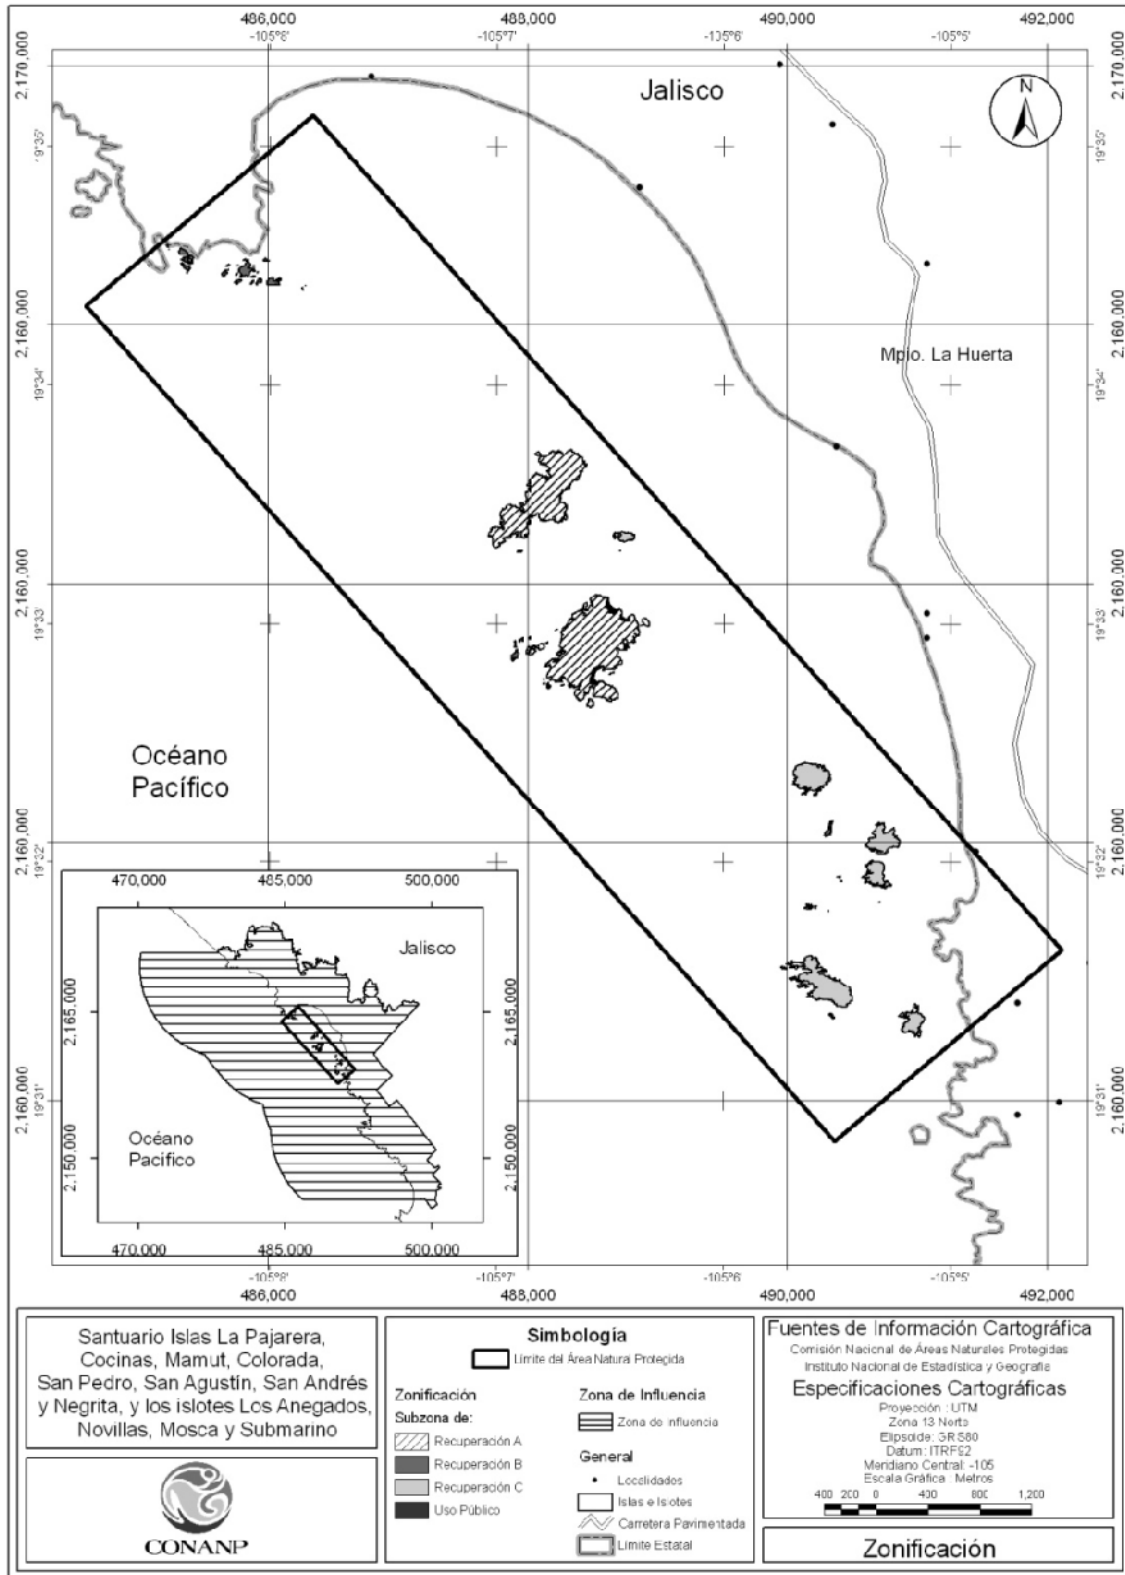 486,000 488,000 490,000 492,000
-105°8' -105°7' -105°6' -105°5'
2,170,000 2,170,000
Jalisco
N
19°35' 19°35'
2,160,000 2,160,000
Mpio. La Huerta
19°34' 19°34'
2,160,000 2,160,000
19°33' 19°33'
Océano
Pacífico
2,160,000 2,160,000
19°32' 19°32'
470,000 485,000 500,000
Jalisco
2,165,000 2,165,000
Océano
Pacífico
2,150,000 2,150,000
470,000 485,000 500,000
2,160,000 2,160,000
19°31' 19°31'
-105°8' -105°7' -105°6' -105°5'
486,000 488,000 490,000 492,000
Santuario Islas La Pajarera,
Cocinas, Mamut, Colorada,
San Pedro, San Agustín, San Andrés
y Negrita, y los islotes Los Anegados,
Novillas, Mosca y Submarino
CONANP
Simbología
Límite del Área Natura Protegida
Zonificación
Subzona de:
Recuperación A
Recuperación B
Recuperación C
Uso Público
Zona de Influencia
Zona de Influencia
General
Localidades
Islas e Islotes
Carretera Pavimentada
Límite Estatal
Fuentes de Información Cartográfica
Comisión Nacional de Áreas Naturales Protegidas
Instituto Nacional de Estadística y Geografía
Especificaciones Cartográficas
Proyección : UTM
Zona 13 Norte
Elipsoide: GRS80
Datum: ITRF92
Meridiano Central: -105
Escala Gráfica : Metros
400 200 0 400 800 1,200
Zonificación